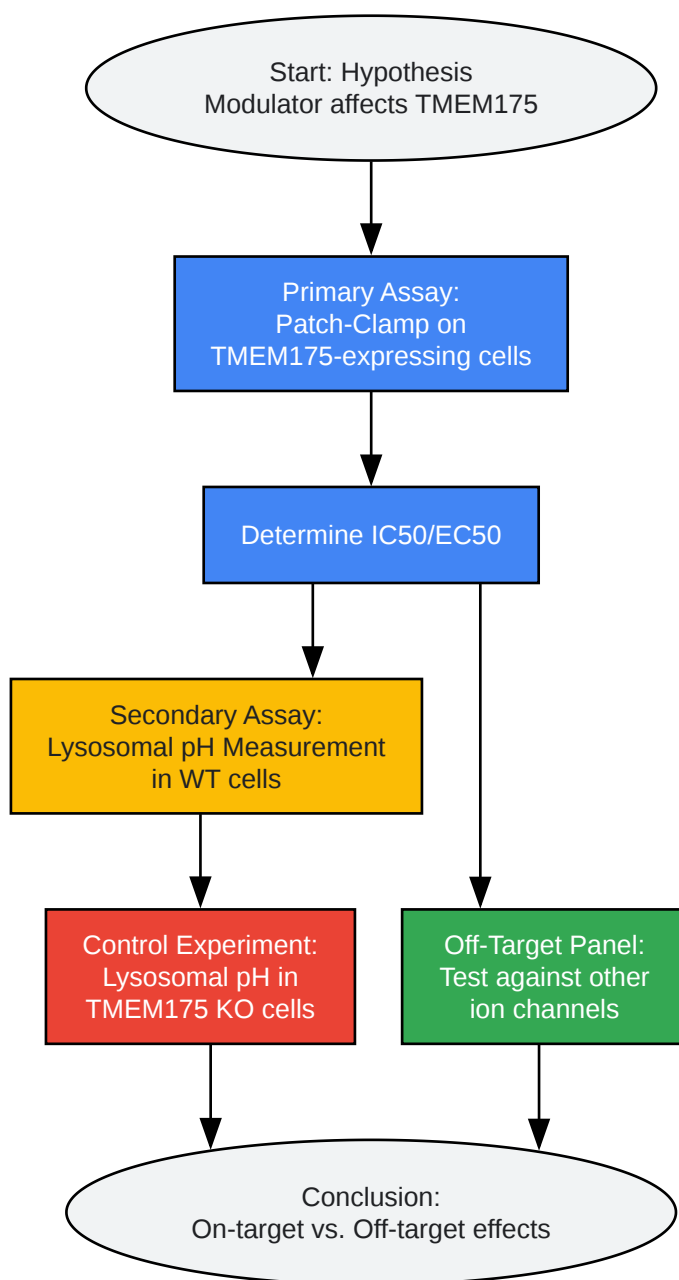 Start: Hypothesis
Modulator affects TMEM175
Primary Assay:
Patch-Clamp on
TMEM175-expressing cells
Determine IC50/EC50
Secondary Assay:
Lysosomal pH Measurement
in WT cells
Control Experiment:
Lysosomal pH in
TMEM175 KO cells
Off-Target Panel:
Test against other
ion channels
Conclusion:
On-target vs. Off-target effects